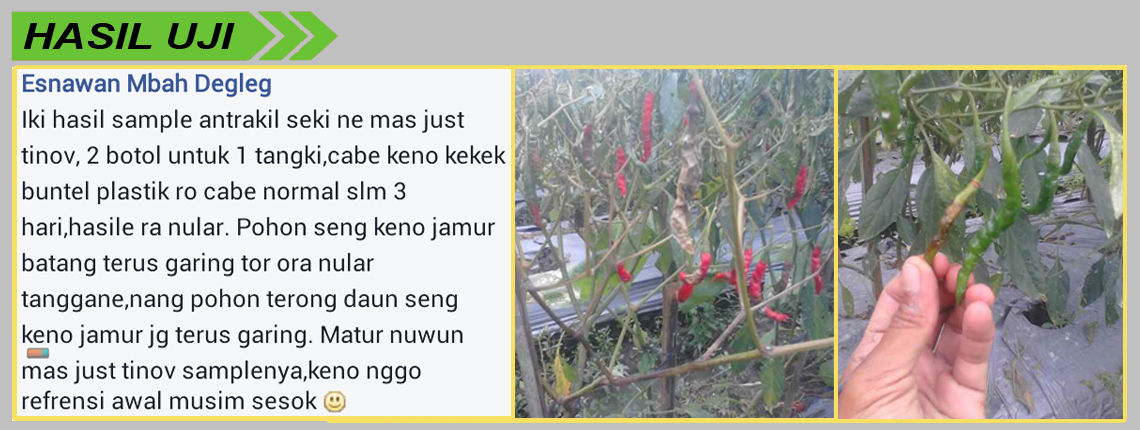 HASIL UJI
Esnawan Mbah Degleg
Iki hasil sample antrakil seki ne mas just
tinov, 2 botol untuk 1 tangki,cabe keno kekek
buntel plastik ro cabe normal slm 3
hari,hasile ra nular. Pohon seng keno jamur
batang terus garing tor ora nular
tanggane,nang pohon terong daun seng
keno jamur jg terus garing. Matur nuwun
mas just tinov samplenya,keno nggo
refrensi awal musim sesok